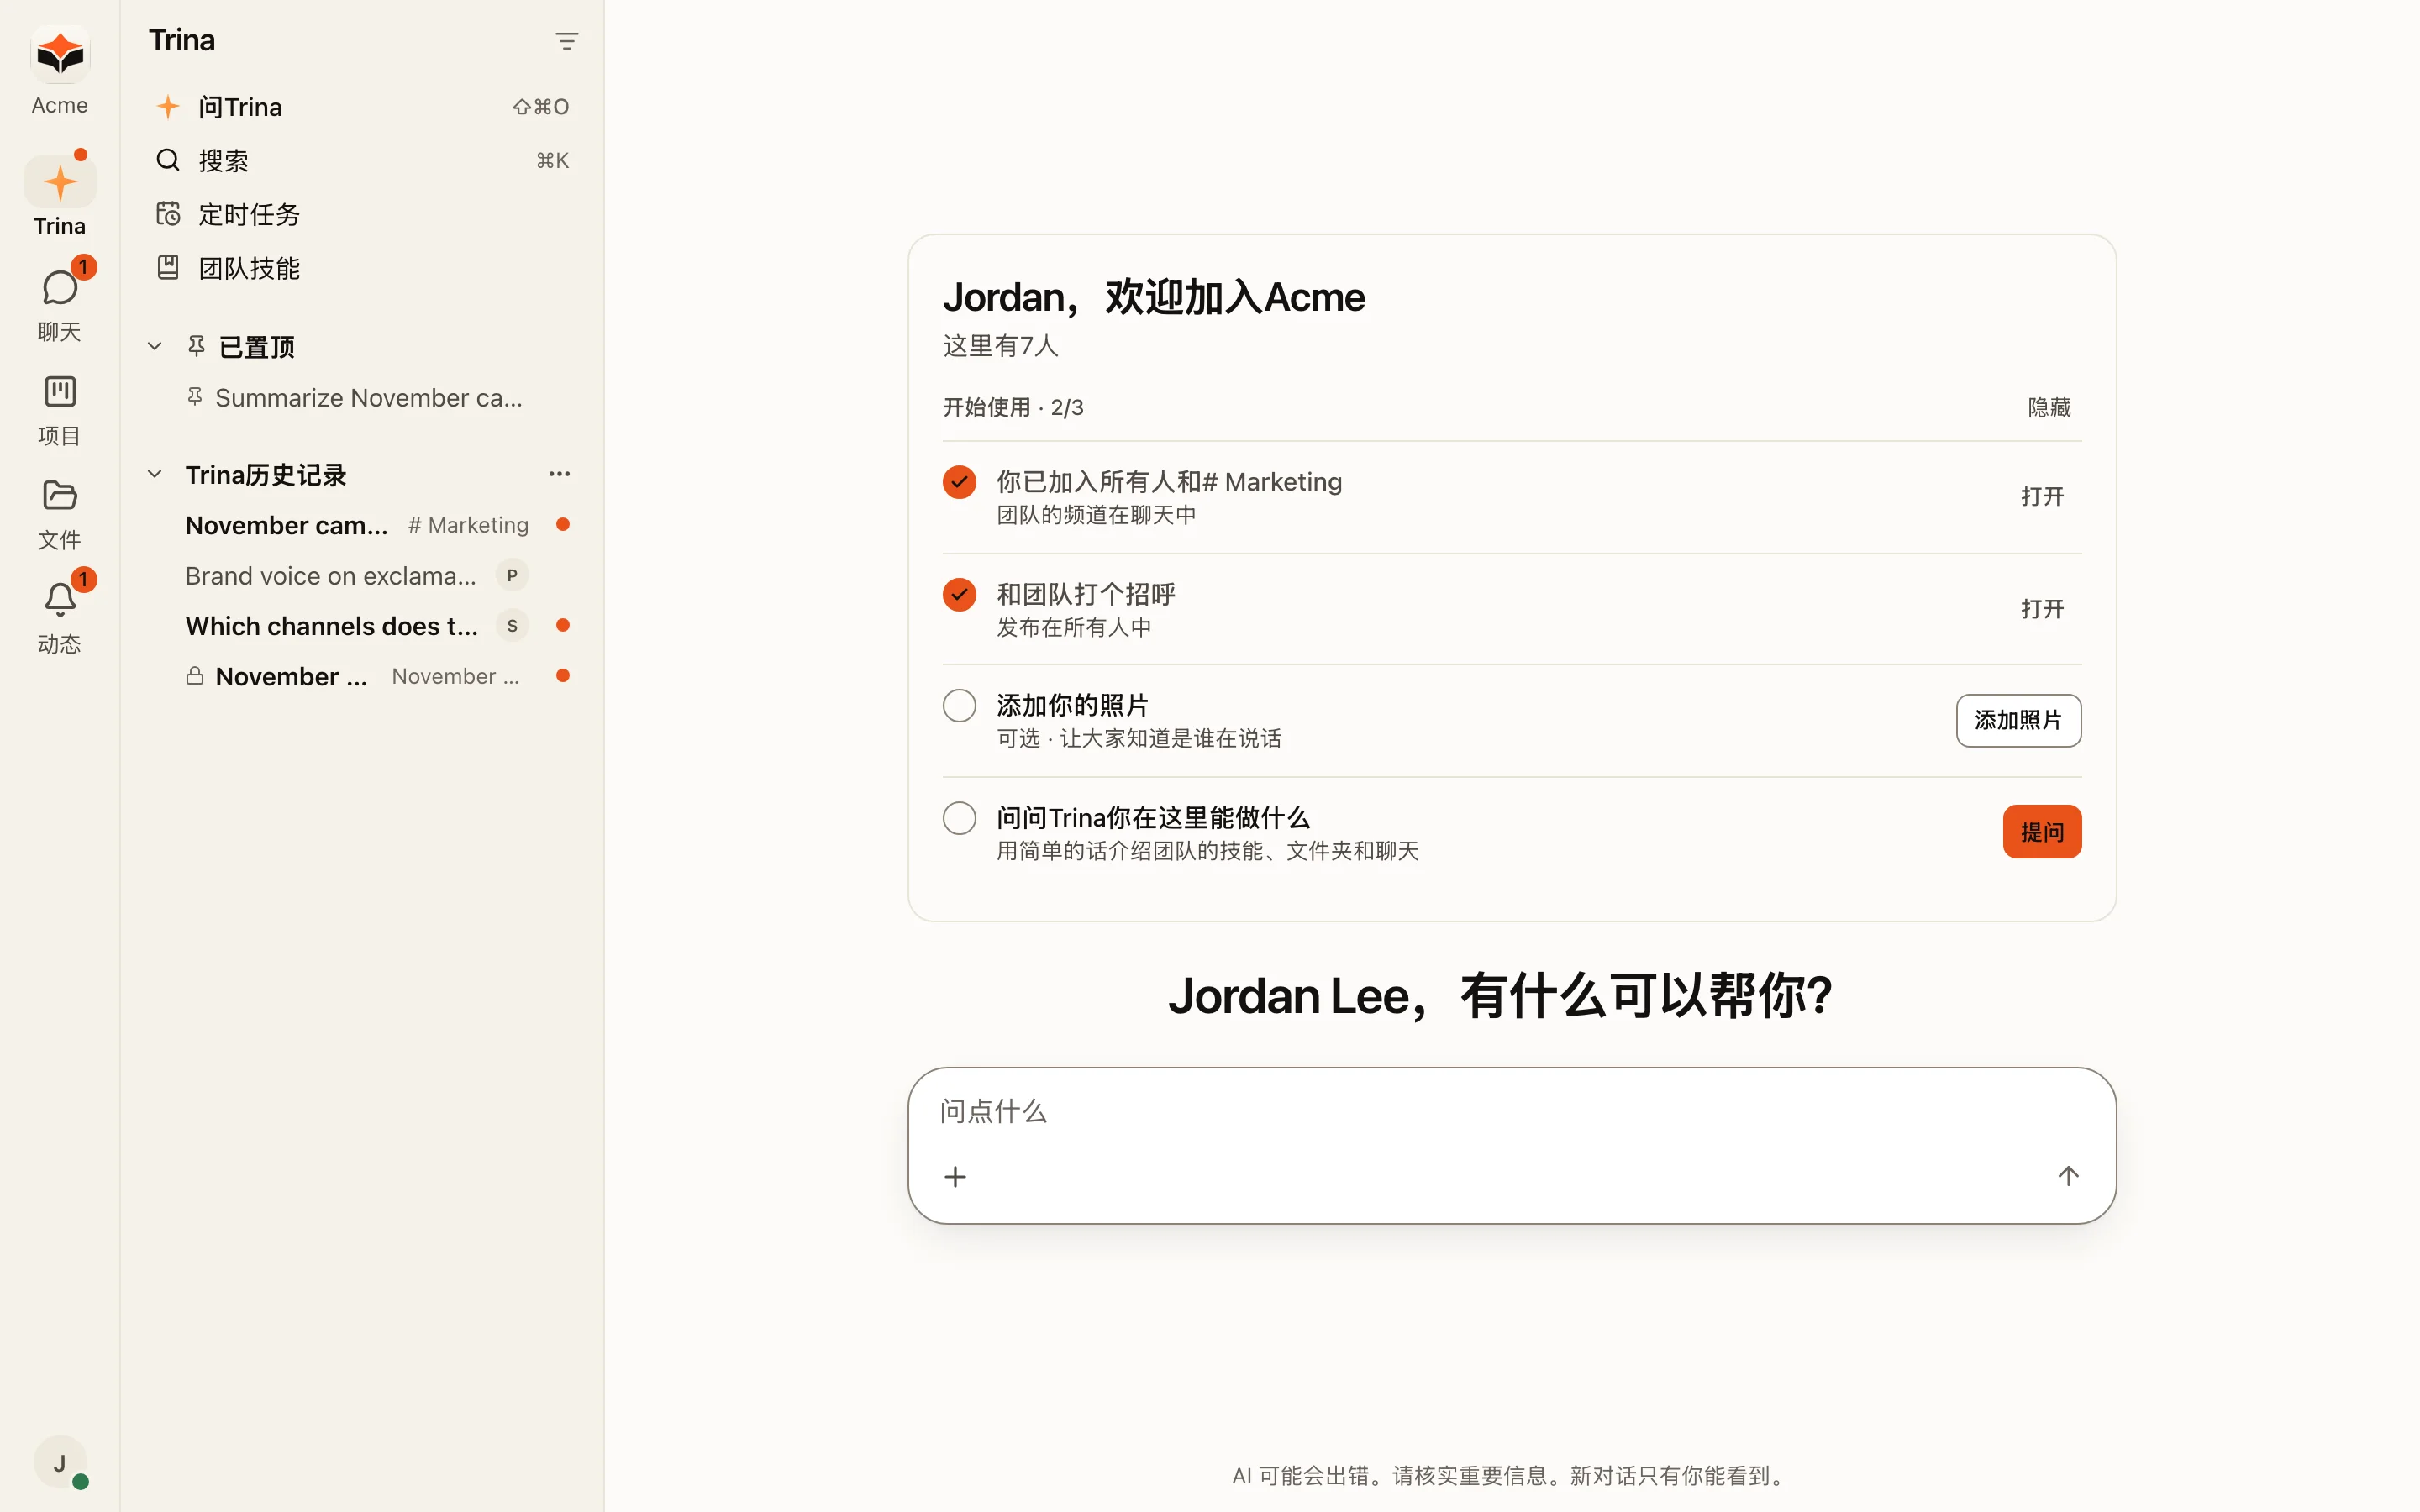 Acme
Trina
1
聊天
项目
文件
1
动态
J
Trina
问Trina ⇧⌘O
搜索 ⌘K
定时任务
团队技能
已置顶
Summarize November ca...
Trina历史记录
November cam... # Marketing
Brand voice on exclama... P
Which channels does t... S
November ... November ...
Jordan，欢迎加入Acme
这里有7人
开始使用 · 2/3 隐藏
你已加入所有人和# Marketing
团队的频道在聊天中
打开
和团队打个招呼
发布在所有人中
打开
添加你的照片
可选 · 让大家知道是谁在说话
添加照片
问问Trina你在这里能做什么
用简单的话介绍团队的技能、文件夹和聊天
提问
Jordan Lee，有什么可以帮你?
问点什么
AI 可能会出错。请核实重要信息。新对话只有你能看到。